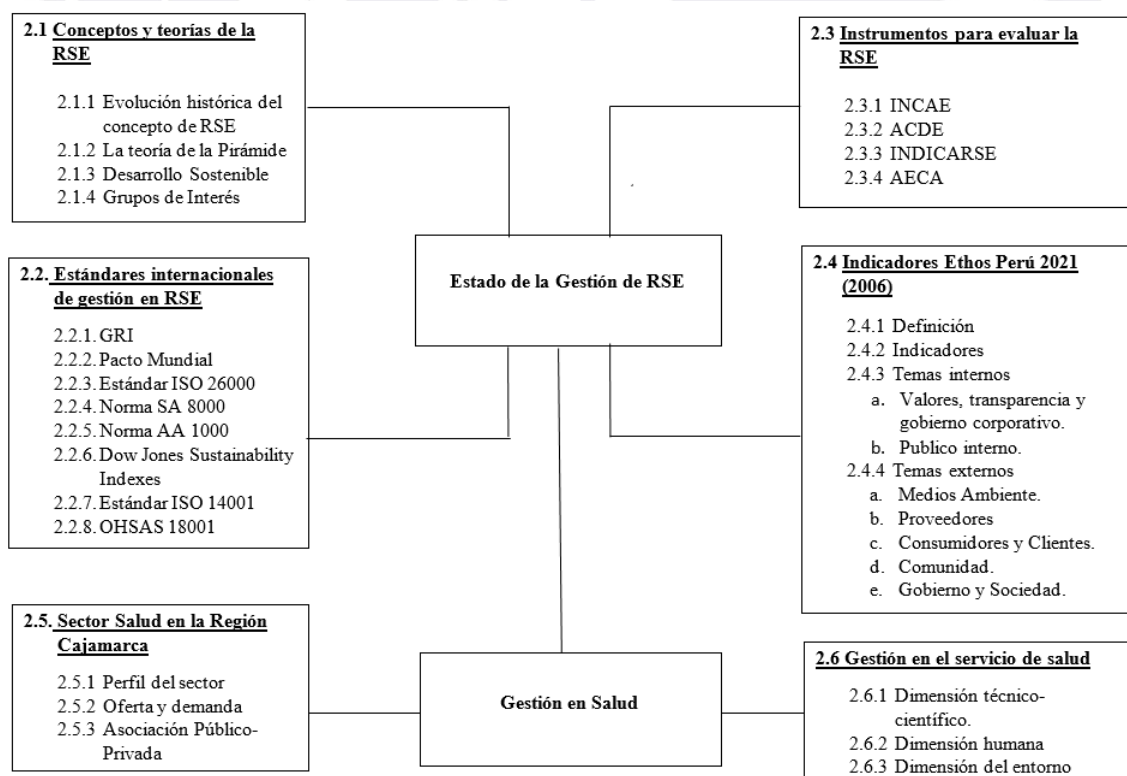 2.1 Conceptos y teorías de la
RSE
2.1.1 Evolución histórica del
concepto de RSE
2.1.2 La teoría de la Pirámide
2.1.3 Desarrollo Sostenible
2.1.4 Grupos de Interés
2.3 Instrumentos para evaluar la
RSE
2.3.1 INCAE
2.3.2 ACDE
2.3.3 INDICARSE
2.3.4 AECA
Estado de la Gestión de RSE
2.2. Estándares internacionales
de gestión en RSE
2.2.1. GRI
2.2.2. Pacto Mundial
2.2.3. Estándar ISO 26000
2.2.4. Norma SA 8000
2.2.5. Norma AA 1000
2.2.6. Dow Jones Sustainability
Indexes
2.2.7. Estándar ISO 14001
2.2.8. OHSAS 18001
2.4 Indicadores Ethos Perú 2021
(2006)
2.4.1 Definición
2.4.2 Indicadores
2.4.3 Temas internos
a. Valores, transparencia y
gobierno corporativo.
b. Publico interno.
2.4.4 Temas externos
a. Medios Ambiente.
b. Proveedores
c. Consumidores y Clientes.
d. Comunidad.
e. Gobierno y Sociedad.
2.5. Sector Salud en la Región
Cajamarca
2.5.1 Perfil del sector
2.5.2 Oferta y demanda
2.5.3 Asociación Público-
Privada
Gestión en Salud
2.6 Gestión en el servicio de salud
2.6.1 Dimensión técnico-
científico.
2.6.2 Dimensión humana
2.6.3 Dimensión del entorno